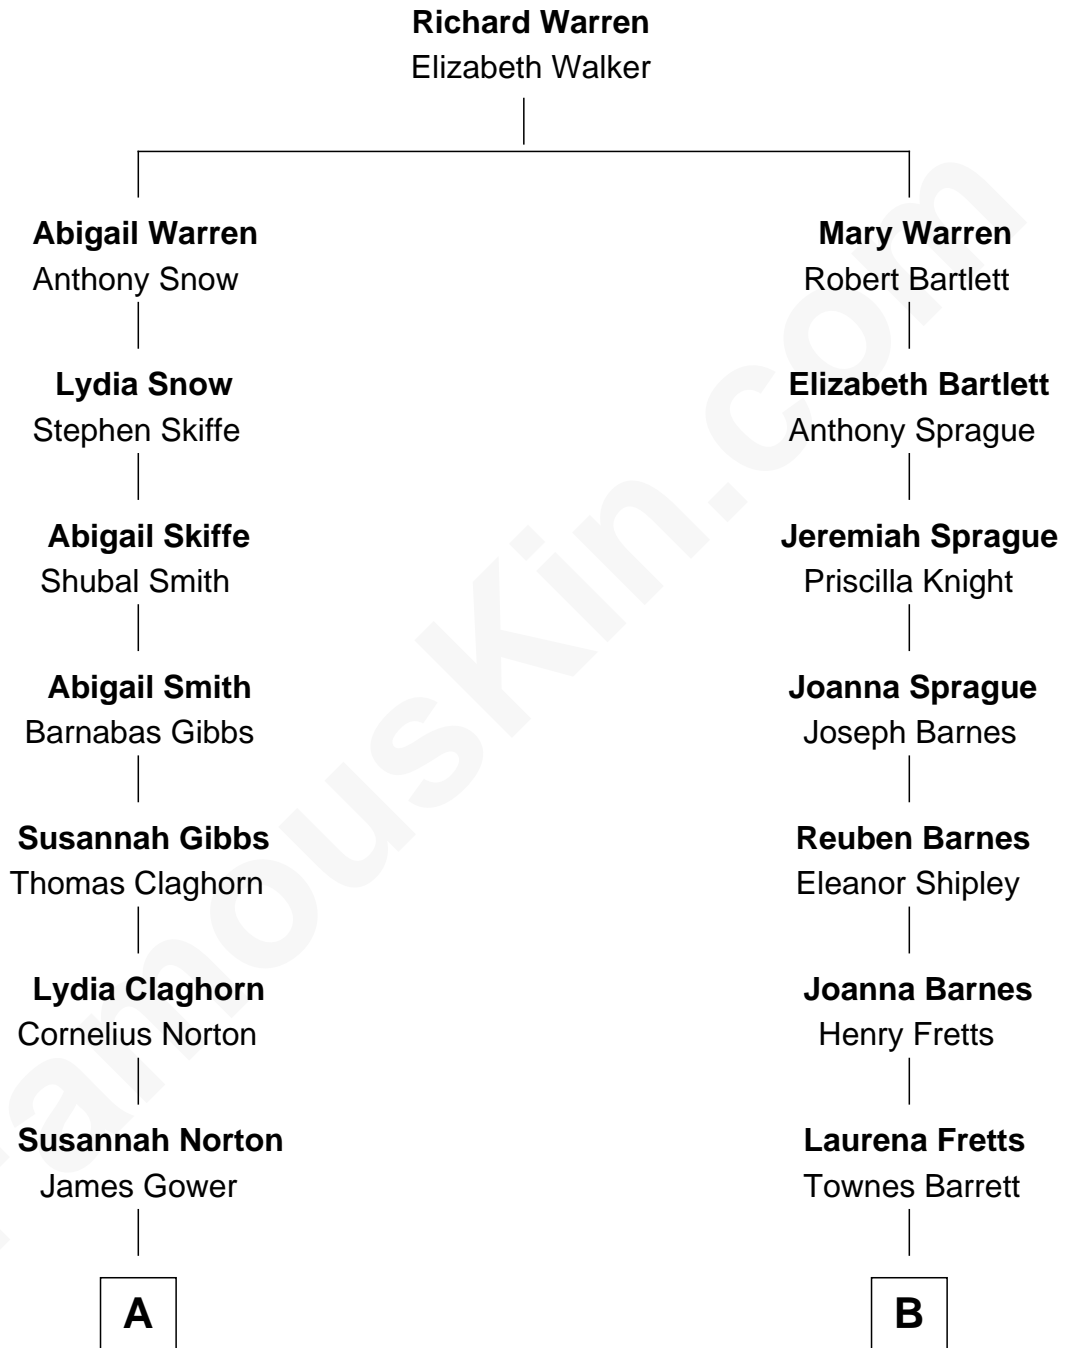 Richard Warren
Elizabeth Walker
Abigail Warren
Anthony Snow
Mary Warren
Robert Bartlett
Lydia Snow
Stephen Skiffe
Elizabeth Bartlett
Anthony Sprague
Abigail Skiffe
Shubal Smith
Jeremiah Sprague
Priscilla Knight
Abigail Smith
Barnabas Gibbs
Joanna Sprague
Joseph Barnes
Susannah Gibbs
Thomas Claghorn
Reuben Barnes
Eleanor Shipley
Lydia Claghorn
Cornelius Norton
Joanna Barnes
Henry Fretts
Susannah Norton
James Gower
Laurena Fretts
Townes Barrett
A
B
FamousKin.com